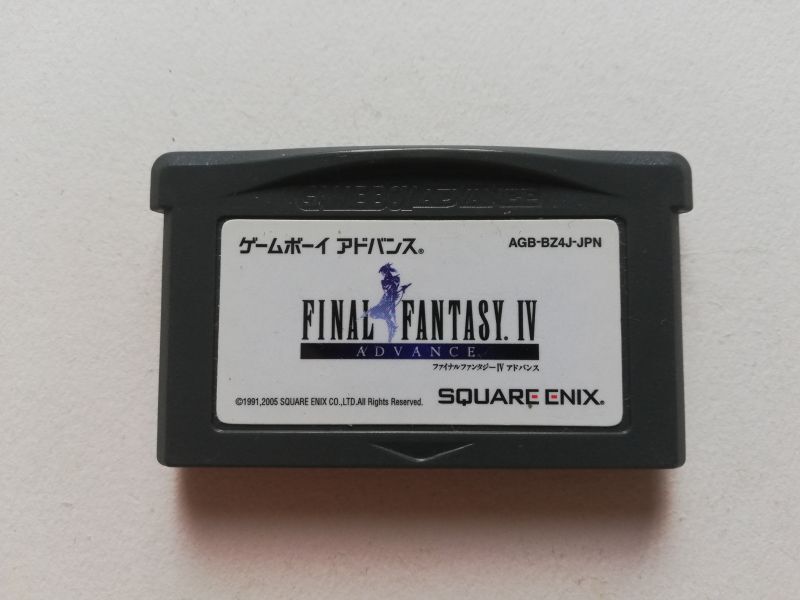 GAME BOY ADVANCE
ゲームボーイ アドバンス®
AGB-BZ4J-JPN
FINAL FANTASY. IV
ADVANCE
ファイナルファンタジーIV アドバンス
©1991,2005 SQUARE ENIX CO.,LTD.All Rights Reserved.
SQUARE ENIX®